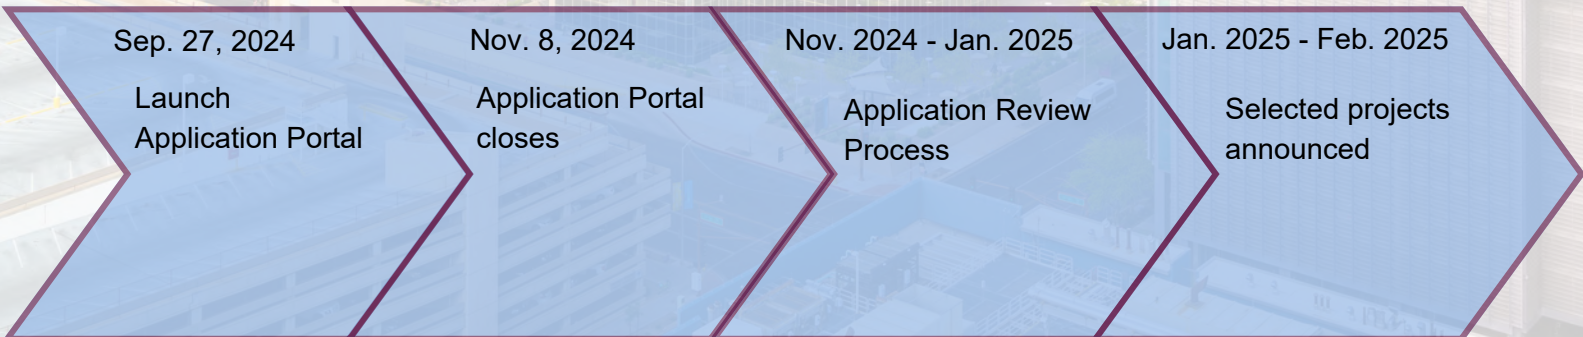 Sep. 27, 2024
Launch
Application Portal
Nov. 8, 2024
Application Portal
closes
Nov. 2024 - Jan. 2025
Application Review
Process
Jan. 2025 - Feb. 2025
Selected projects
announced